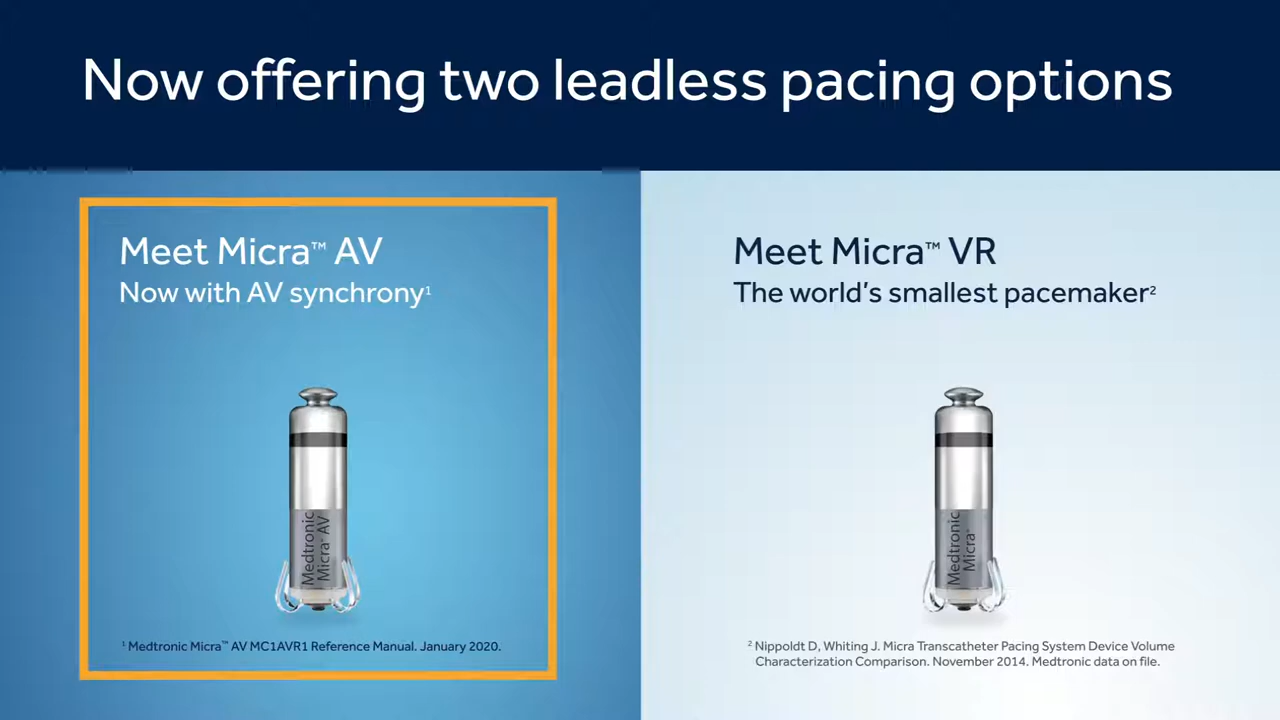 Now offering two leadless pacing options
Meet Micra™ AV
Now with AV synchrony¹
Medtronic
Micra™ AV
¹ Medtronic Micra™ AV MC1AVR1 Reference Manual. January 2020.
Meet Micra™ VR
The world's smallest pacemaker²
Medtronic
Micra™
² Nippoldt D, Whiting J. Micra Transcatheter Pacing System Device Volume
Characterization Comparison. November 2014. Medtronic data on file.